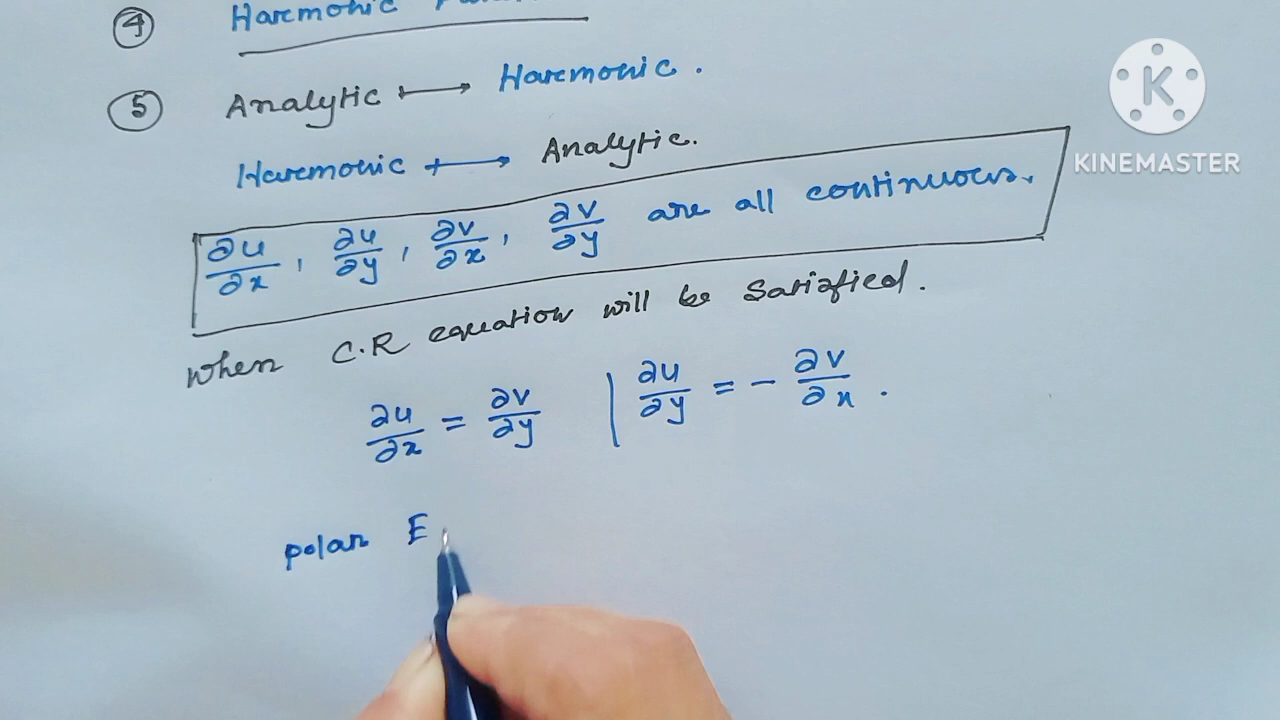 ④ Harmonic
⑤ Analytic ⟼ Harmonic.
Harmonic ⟼ Analytic.
∂u/∂x, ∂u/∂y, ∂v/∂x, ∂v/∂y are all continuous.
When C.R equation will be satisfied.
∂u/∂x = ∂v/∂y | ∂u/∂y = - ∂v/∂x.
polar E
K
KINEMASTER